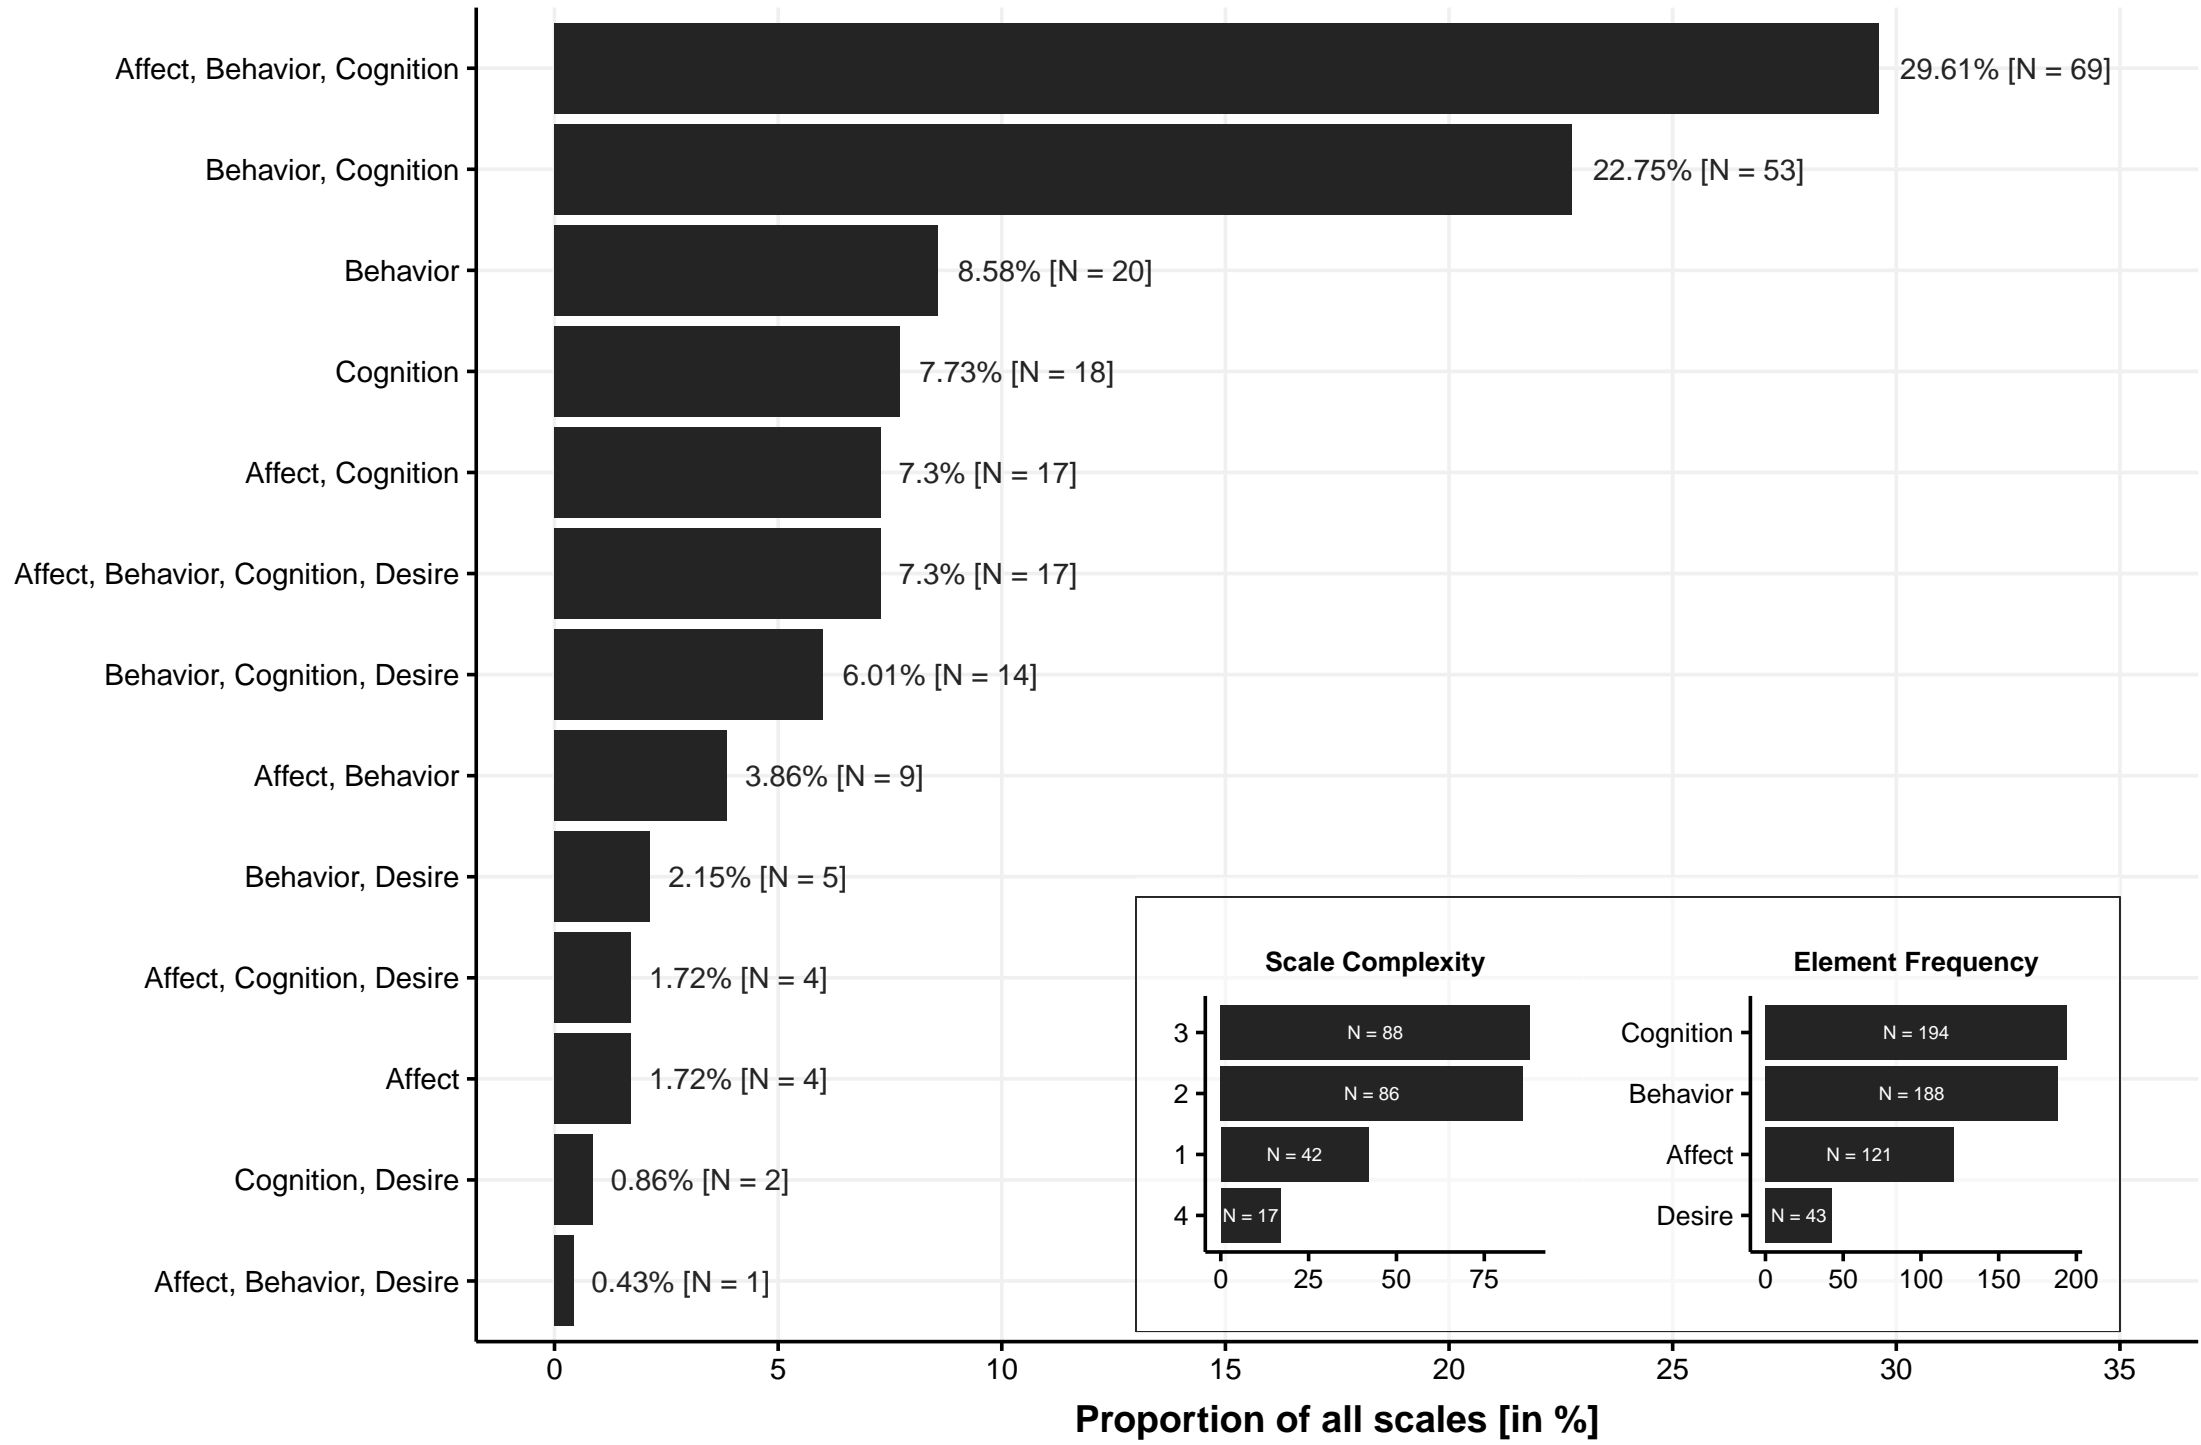 Affect, Behavior, Cognition 29.61% [N = 69]
Behavior, Cognition 22.75% [N = 53]
Behavior 8.58% [N = 20]
Cognition 7.73% [N = 18]
Affect, Cognition 7.3% [N = 17]
Affect, Behavior, Cognition, Desire 7.3% [N = 17]
Behavior, Cognition, Desire 6.01% [N = 14]
Affect, Behavior 3.86% [N = 9]
Behavior, Desire 2.15% [N = 5]
Affect, Cognition, Desire 1.72% [N = 4]
Affect 1.72% [N = 4]
Cognition, Desire 0.86% [N = 2]
Affect, Behavior, Desire 0.43% [N = 1]
0 5 10 15 20 25 30 35
Proportion of all scales [in %]
Scale Complexity
3 N = 88
2 N = 86
1 N = 42
4 N = 17
0 25 50 75
Element Frequency
Cognition N = 194
Behavior N = 188
Affect N = 121
Desire N = 43
0 50 100 150 200